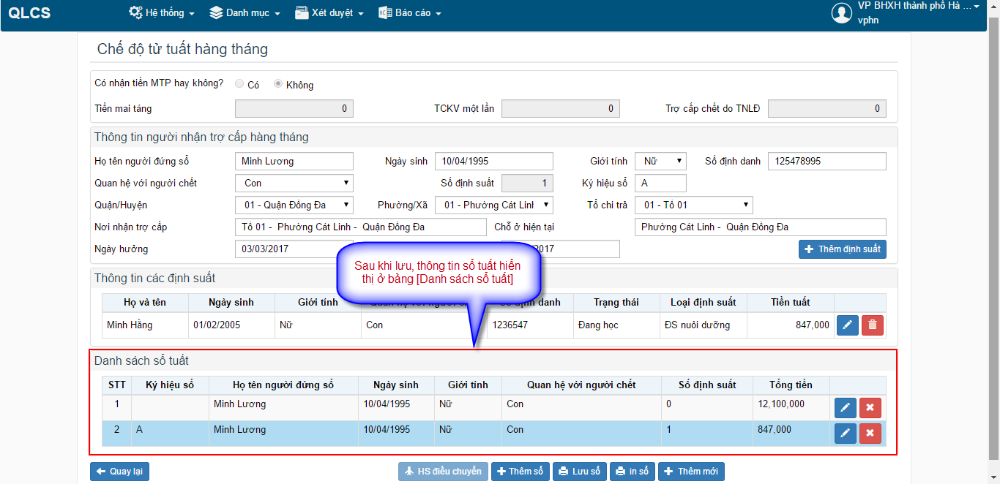 QLCS Hệ thống Danh mục Xét duyệt Báo cáo VP BHXH thành phố Hà ...
vphn
Chế độ tử tuất hàng tháng
Có nhận tiền MTP hay không? Có Không
Tiền mai táng 0 TCKV một lần 0 Trợ cấp chết do TNLĐ 0
Thông tin người nhận trợ cấp hàng tháng
Họ tên người đứng sổ Minh Lương Ngày sinh 10/04/1995 Giới tính Nữ Số định danh 125478995
Quan hệ với người chết Con Số định suất 1 Ký hiệu sổ A
Quận/Huyện 01 - Quận Đống Đa Phường/Xã 01 - Phường Cát Linh Tổ chi trả 01 - Tổ 01
Nơi nhận trợ cấp Tổ 01 - Phường Cát Linh - Quận Đống Đa Chỗ ở hiện tại Phường Cát Linh - Quận Đống Đa
Ngày hưởng 03/03/2017 2017 Thêm định suất
Sau khi lưu, thông tin sổ tuất hiển
thị ở bảng [Danh sách sổ tuất]
Thông tin các định suất
Họ và tên Ngày sinh Giới tính Quan hệ với người định danh Trạng thái Loại định suất Tiền tuất
Minh Hằng 01/02/2005 Nữ Con 1236547 Đang học ĐS nuôi dưỡng 847,000
Danh sách sổ tuất
STT Ký hiệu sổ Họ tên người đứng sổ Ngày sinh Giới tính Quan hệ với người chết Số định suất Tổng tiền
1 Minh Lương 10/04/1995 Nữ Con 0 12,100,000
2 A Minh Lương 10/04/1995 Nữ Con 1 847,000
Quay lại HS điều chuyển Thêm sổ Lưu sổ in sổ Thêm mới